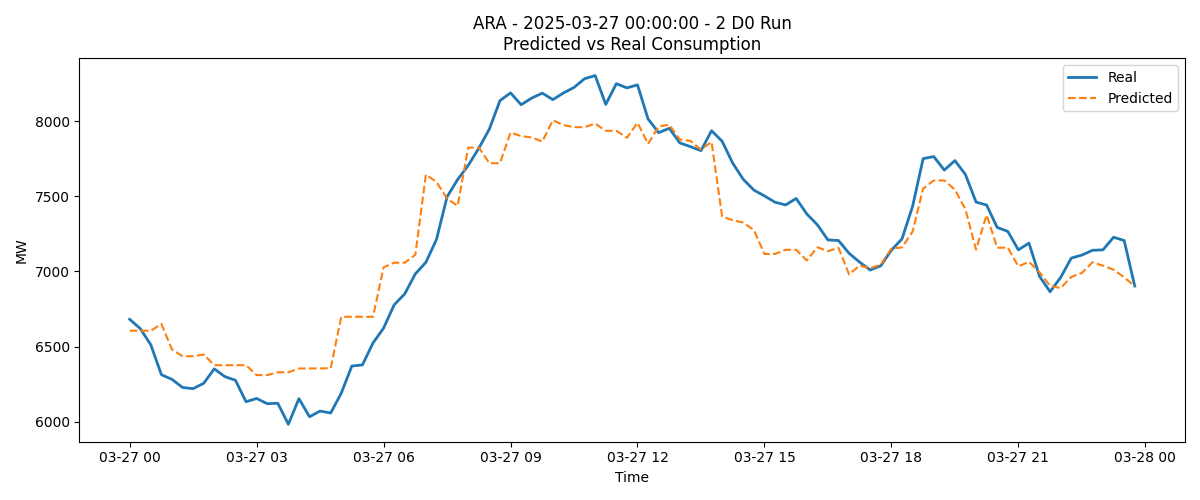 ARA - 2025-03-27 00:00:00 - 2 D0 Run
Predicted vs Real Consumption
Real
Predicted
MW
8000
7500
7000
6500
6000
03-27 00
03-27 03
03-27 06
03-27 09
03-27 12
03-27 15
03-27 18
03-27 21
03-28 00
Time